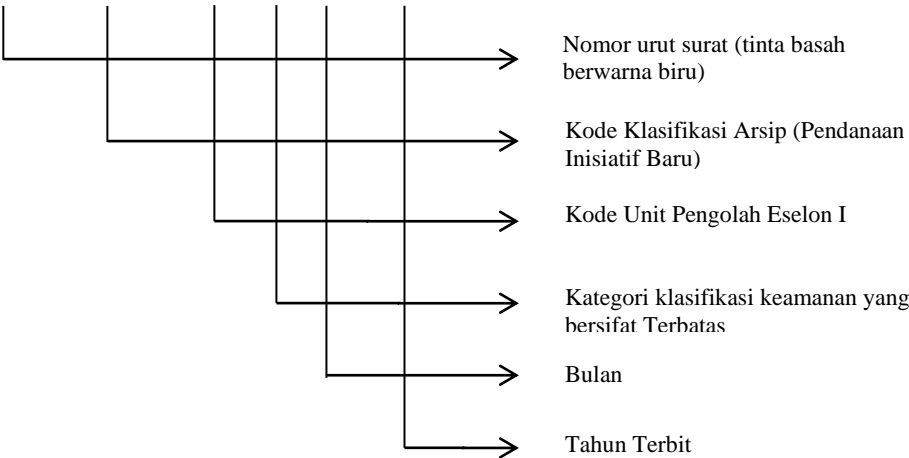 Nomor urut surat (tinta basah
berwarna biru)
Kode Klasifikasi Arsip (Pendanaan
Inisiatif Baru)
Kode Unit Pengolah Eselon I
Kategori klasifikasi keamanan yang
bersifat Terbatas
Bulan
Tahun Terbit